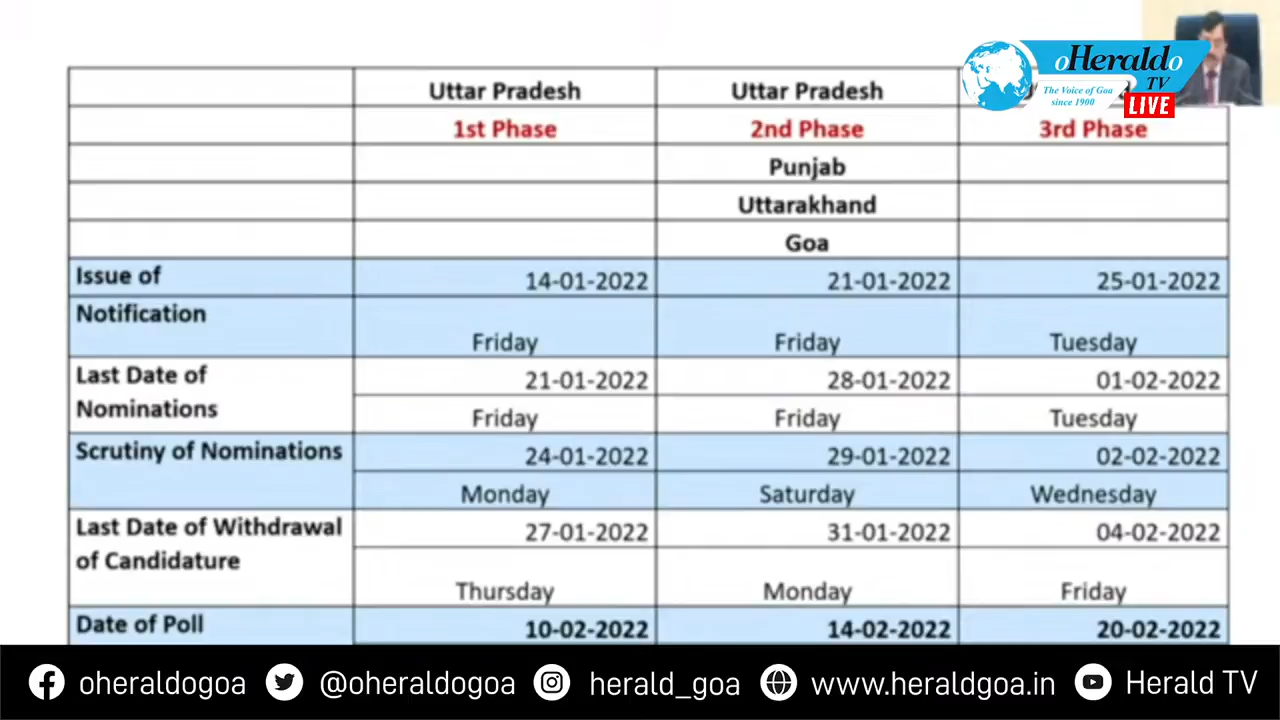 oHeraldo
TV
The Voice of Goa
since 1900
LIVE
Uttar Pradesh Uttar Pradesh
1st Phase 2nd Phase 3rd Phase
Punjab
Uttarakhand
Goa
Issue of 14-01-2022 21-01-2022 25-01-2022
Notification
Friday Friday Tuesday
Last Date of 21-01-2022 28-01-2022 01-02-2022
Nominations Friday Friday Tuesday
Scrutiny of Nominations 24-01-2022 29-01-2022 02-02-2022
Monday Saturday Wednesday
Last Date of Withdrawal 27-01-2022 31-01-2022 04-02-2022
of Candidature
Thursday Monday Friday
Date of Poll 10-02-2022 14-02-2022 20-02-2022
oheraldogoa @oheraldogoa herald_goa www.heraldgoa.in Herald TV